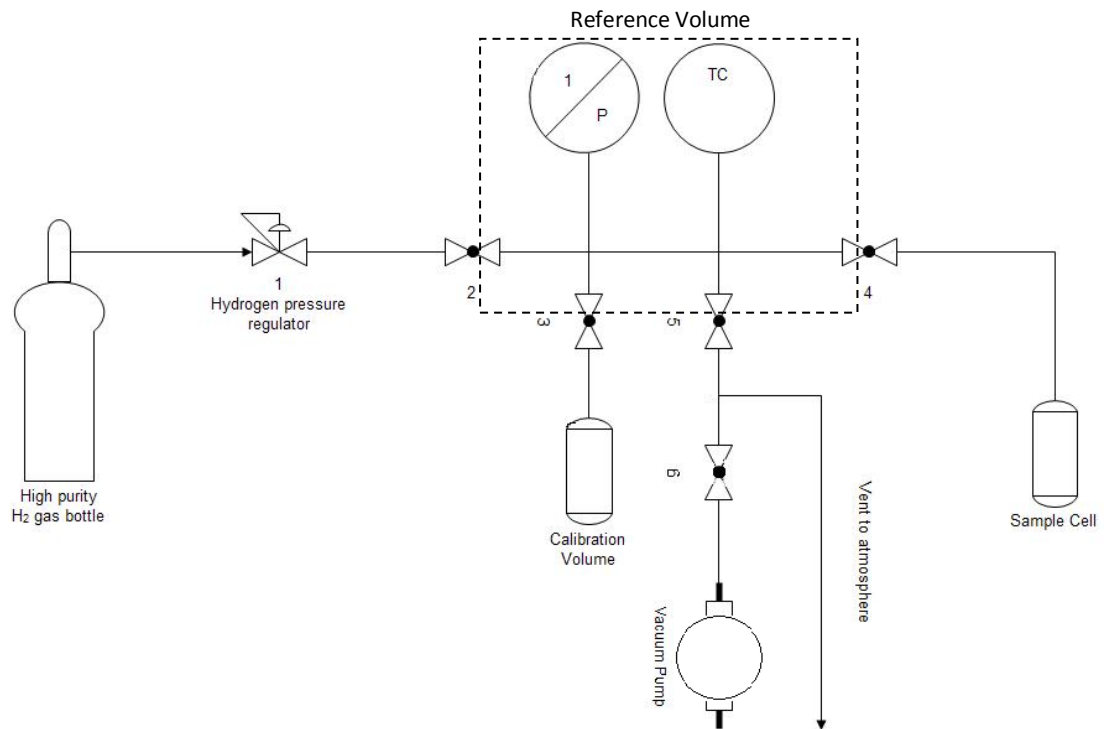 Reference Volume
1
P
TC
1
Hydrogen pressure
regulator
2
4
3
5
6
High purity
H₂ gas bottle
Calibration
Volume
Vacuum Pump
Vent to atmosphere
Sample Cell